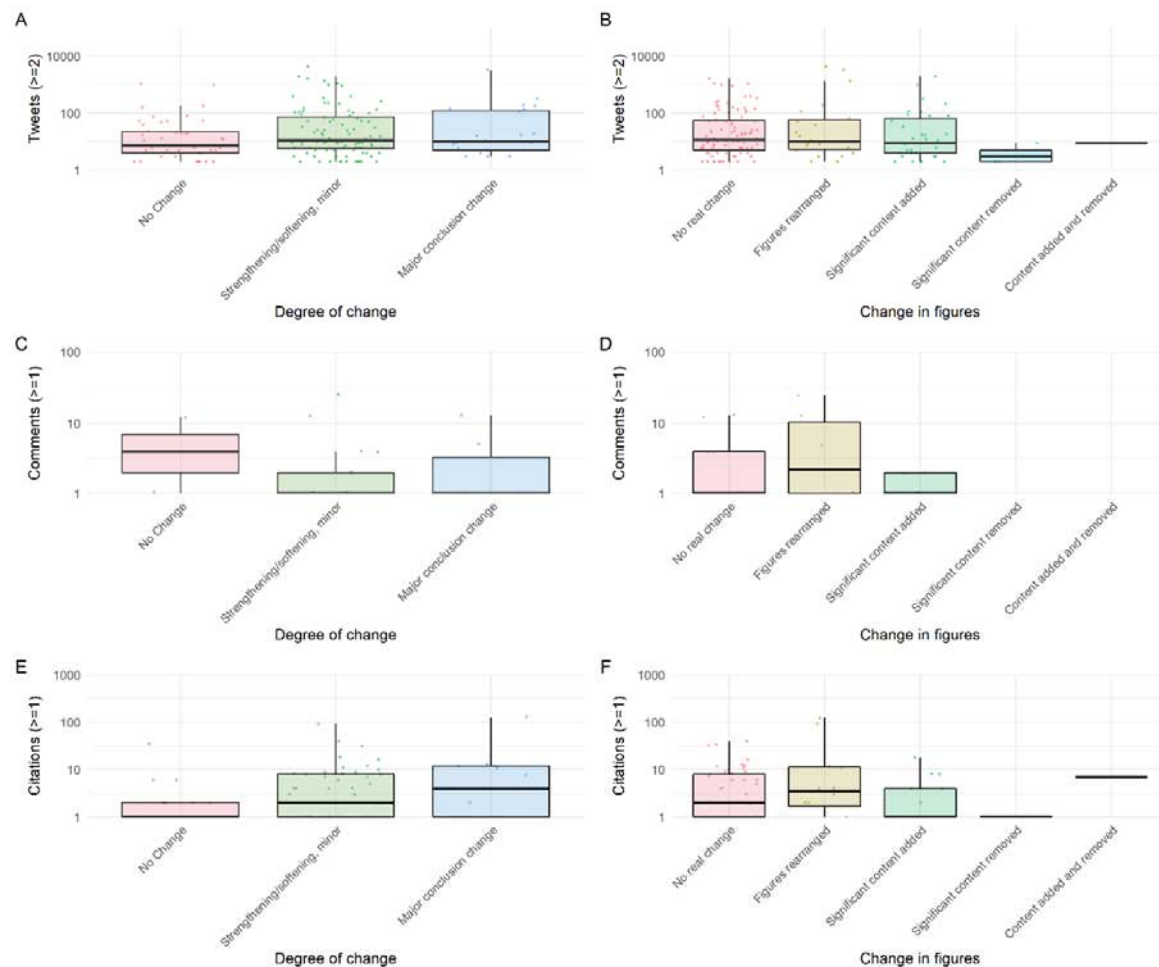 A
Tweets (>=2)
10000
100
1
No Change
Strengthening/softening, minor
Major conclusion change
Degree of change
B
Tweets (>=2)
10000
100
1
No real change
Figures rearranged
Significant content added
Significant content removed
Content added and removed
Change in figures
C
Comments (>=1)
100
10
1
No Change
Strengthening/softening, minor
Major conclusion change
Degree of change
D
Comments (>=1)
100
10
1
No real change
Figures rearranged
Significant content added
Significant content removed
Content added and removed
Change in figures
E
Citations (>=1)
1000
100
10
1
No Change
Strengthening/softening, minor
Major conclusion change
Degree of change
F
Citations (>=1)
1000
100
10
1
No real change
Figures rearranged
Significant content added
Significant content removed
Content added and removed
Change in figures